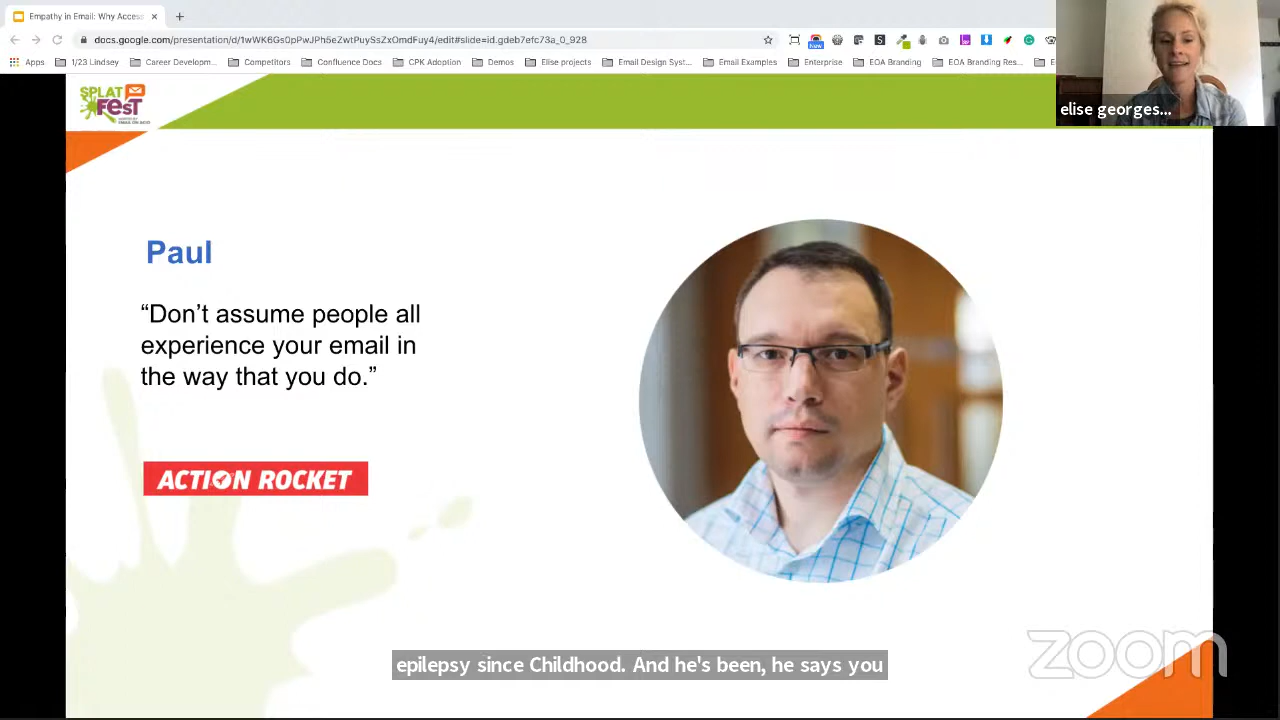 Empathy in Email: Why Access
docs.google.com/presentation/d/1wWK6Gs0pPwJPh5eZwtPuySsZxOmdFuy4/edit#slide=id.gdeb7efc73a_0_928
New
Apps 1/23 Lindsey Career Developm... Competitors Confluence Docs CPK Adoption Demos Elise projects Email Design Syst... Email Examples Enterprise EOA Branding EOA Branding Res...
elise georges...
SPLAT
FEST
Paul
“Don’t assume people all
experience your email in
the way that you do.”
ACTION ROCKET
epilepsy since Childhood. And he's been, he says you
zoom